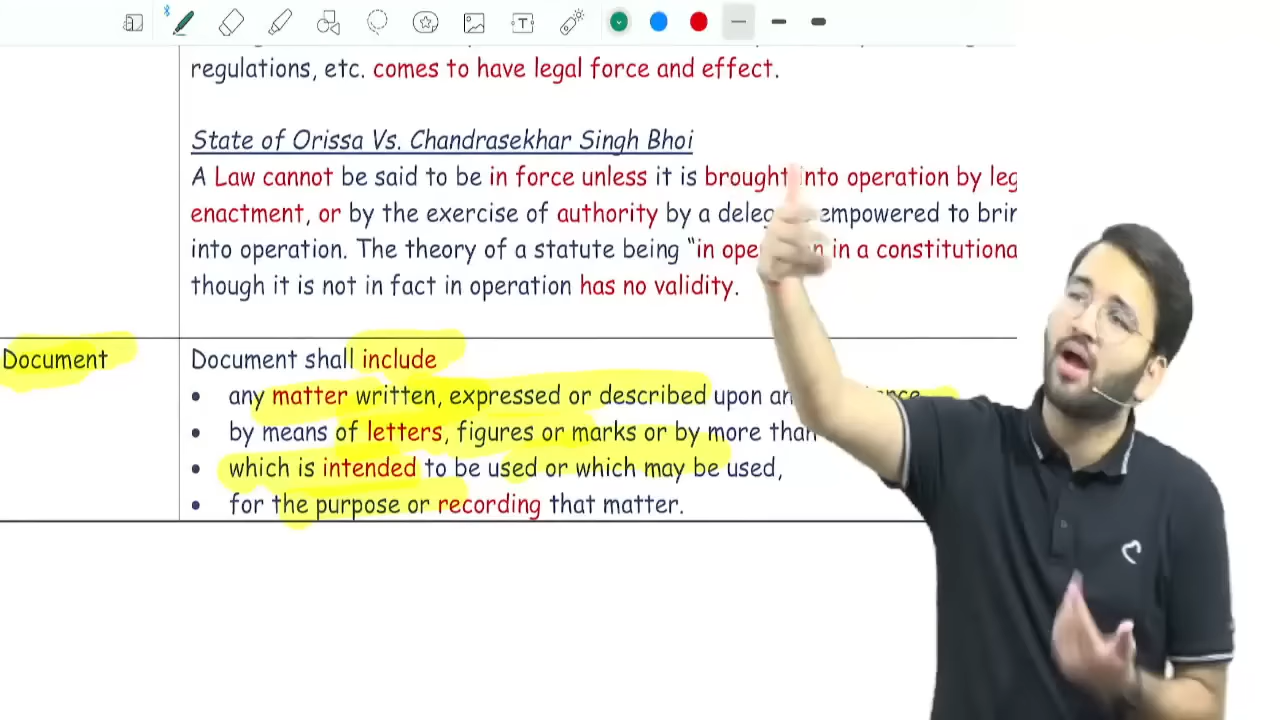 regulations, etc. comes to have legal force and effect.
State of Orissa Vs. Chandrasekhar Singh Bhoi
A Law cannot be said to be in force unless it is brought into operation by leg
enactment, or by the exercise of authority by a empowered to
into operation. The theory of a statute being “in in a
though it is not in fact in operation has no validity.
Document
Document shall include
• any matter written, expressed or described upon
• by means of letters, figures or marks or by more than
• which is intended to be used or which may be used,
• for the purpose or recording that matter.